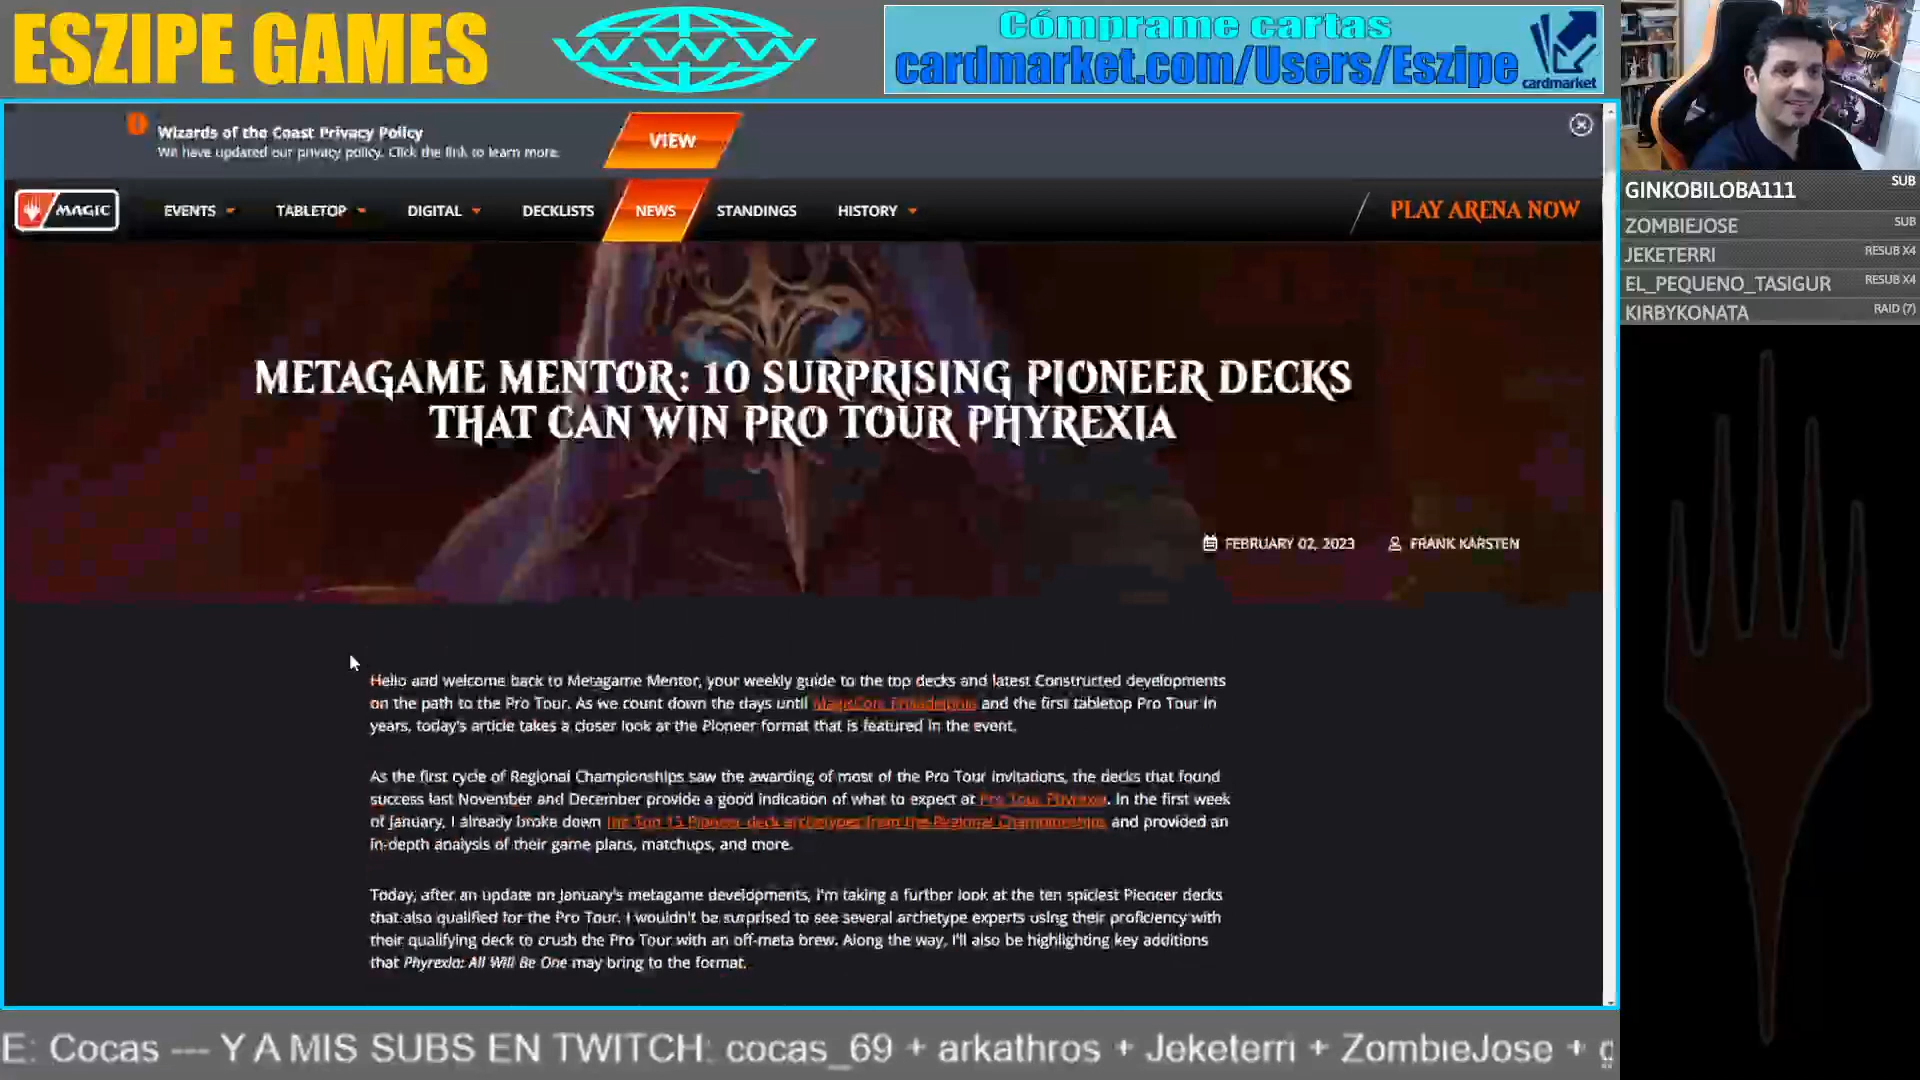 ESZIPE GAMES
WWW
Cómprame cartas
cardmarket.com/Users/Eszipe
cardmarket
Wizards of the Coast Privacy Policy
We have updated our privacy policy. Click the link to learn more.
VIEW
MAGIC
EVENTS
TABLETOP
DIGITAL
DECKLISTS
NEWS
STANDINGS
HISTORY
PLAY ARENA NOW
METAGAME MENTOR: 10 SURPRISING PIONEER DECKS
THAT CAN WIN PRO TOUR PHYREXIA
FEBRUARY 02, 2023
FRANK KARSTEN
Hello and welcome back to Metagame Mentor, your weekly guide to the top decks and latest Constructed developments
on the path to the Pro Tour. As we count down the days until MagicCon: Philadelphia and the first tabletop Pro Tour in
years, today's article takes a closer look at the Pioneer format that is featured in the event.
As the first cycle of Regional Championships saw the awarding of most of the Pro Tour invitations, the decks that found
success last November and December provide a good indication of what to expect at Pro Tour Phyrexia. In the first week
of January, I already broke down the Top 15 Pioneer deck archetypes from the Regional Championships and provided an
in-depth analysis of their game plans, matchups, and more.
Today, after an update on January's metagame developments, I'm taking a further look at the ten spiciest Pioneer decks
that also qualified for the Pro Tour. I wouldn't be surprised to see several archetype experts using their proficiency with
their qualifying deck to crush the Pro Tour with an off-meta brew. Along the way, I'll also be highlighting key additions
that Phyrexia: All Will Be One may bring to the format.
GINKOBILOBA111 SUB
ZOMBIEJOSE SUB
JEKETERRI RESUB X4
EL_PEQUENO_TASIGUR RESUB X4
KIRBYKONATA RAID (7)
E: Cocas --- Y A MIS SUBS EN TWITCH: cocas_69 + arkathros + Jeketerri + ZombieJose +